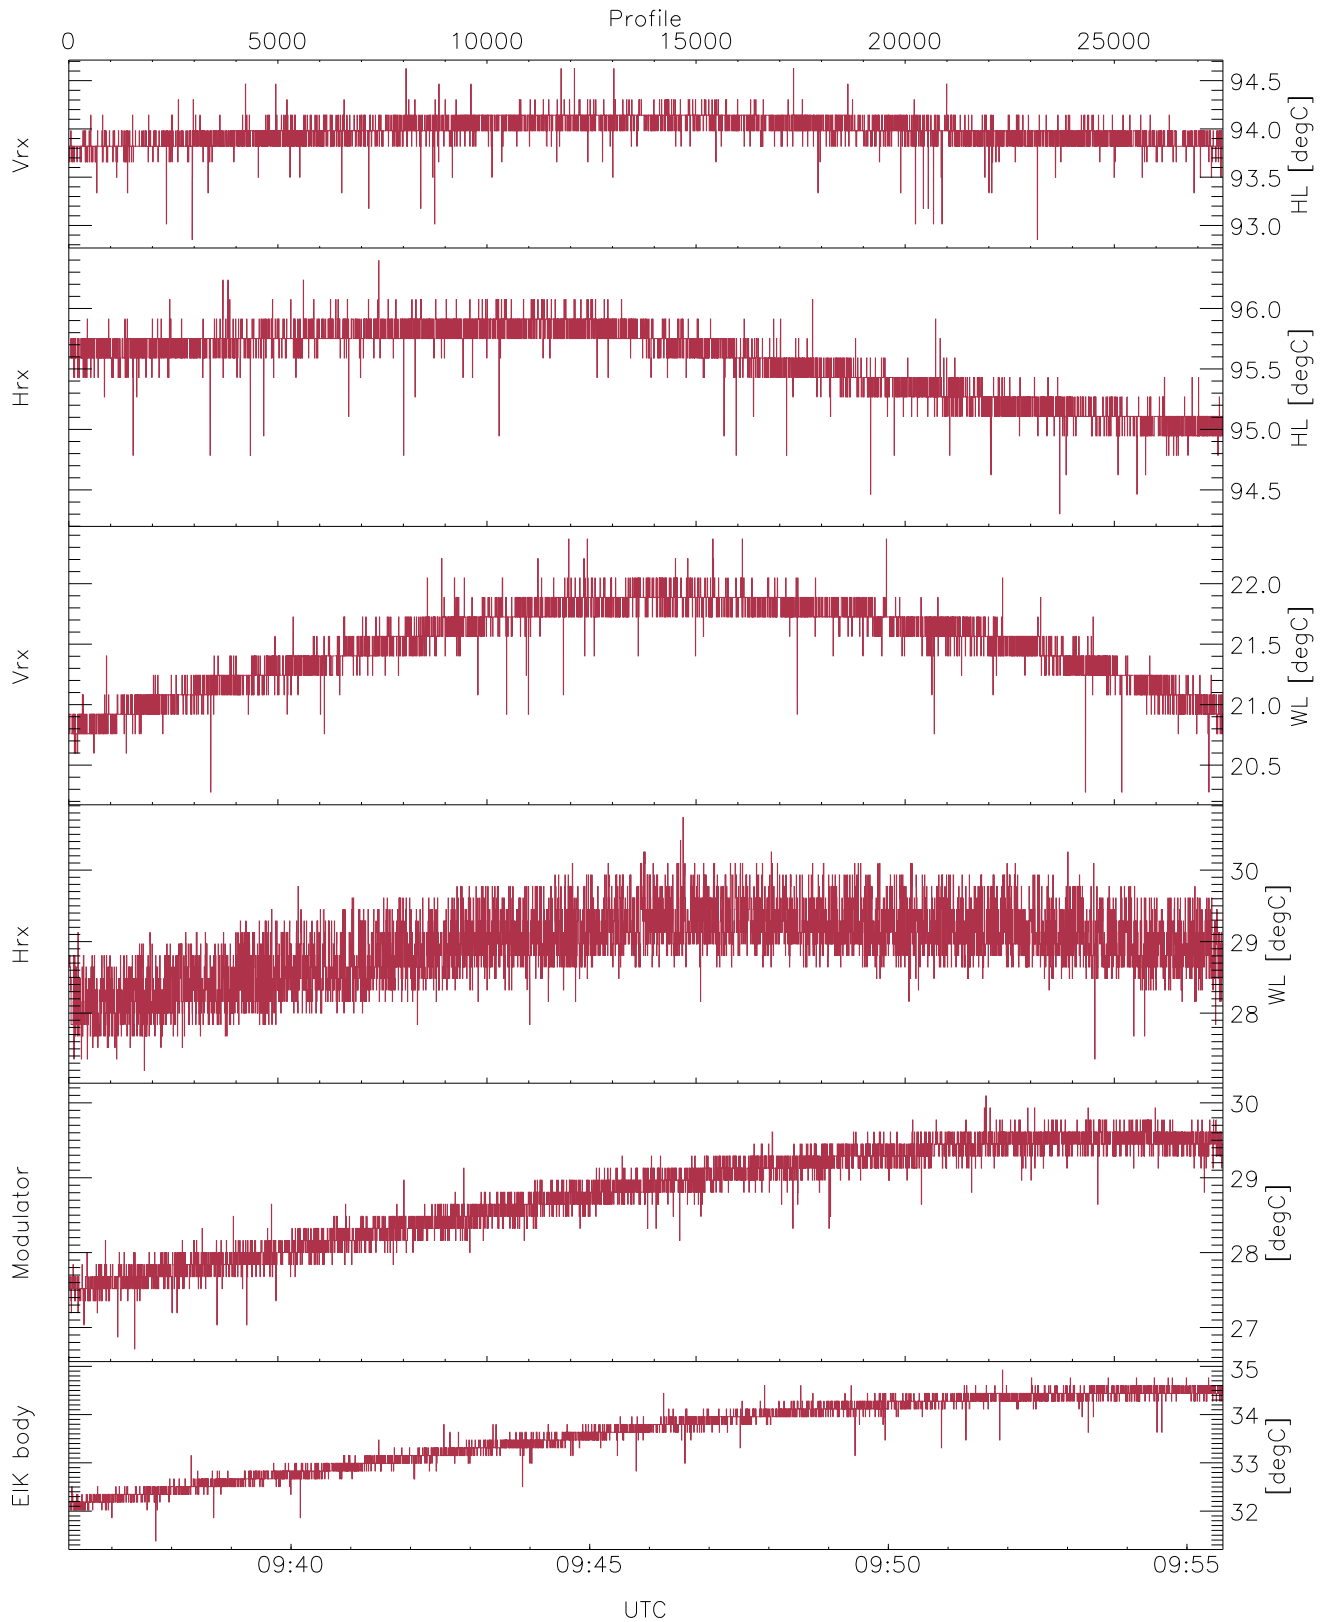 Profile
0 5000 10000 15000 20000 25000
Vrx
94.5
94.0
93.5
93.0
HL [degC]
Hrx
96.0
95.5
95.0
94.5
HL [degC]
Vrx
22.0
21.5
21.0
20.5
WL [degC]
Hrx
30
29
28
WL [degC]
Modulator
30
29
28
27
[degC]
EIK body
35
34
33
32
[degC]
09:40 09:45 09:50 09:55
UTC